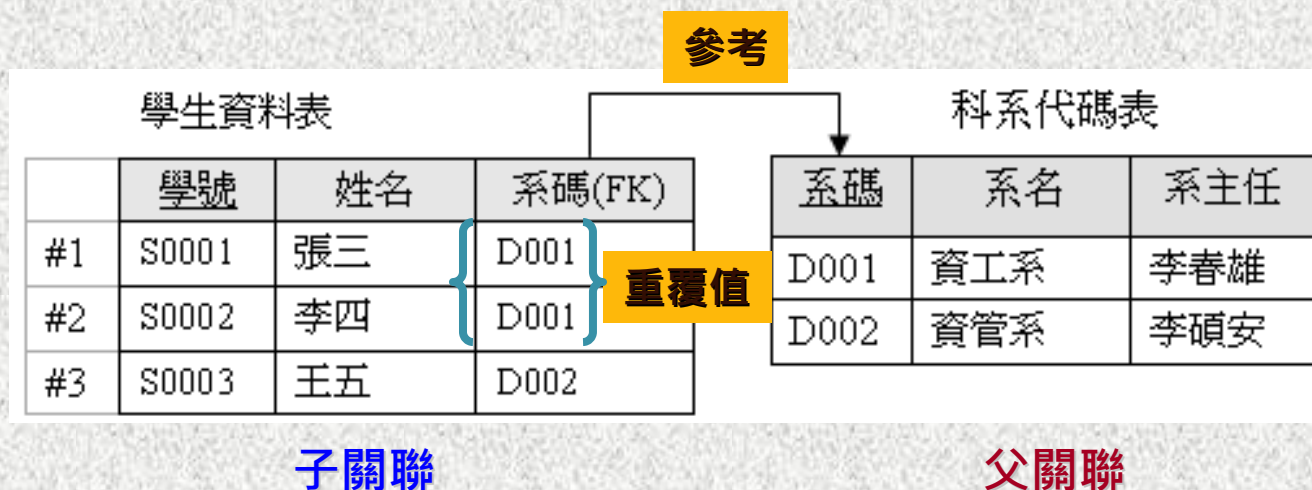 參考
學生資料表
科系代碼表
學號 姓名 系碼(FK)
系碼 系名 系主任
#1 S0001 張三 D001
#2 S0002 李四 D001
#3 S0003 王五 D002
重覆值
D001 資工系 李春雄
D002 資管系 李碩安
子關聯
父關聯